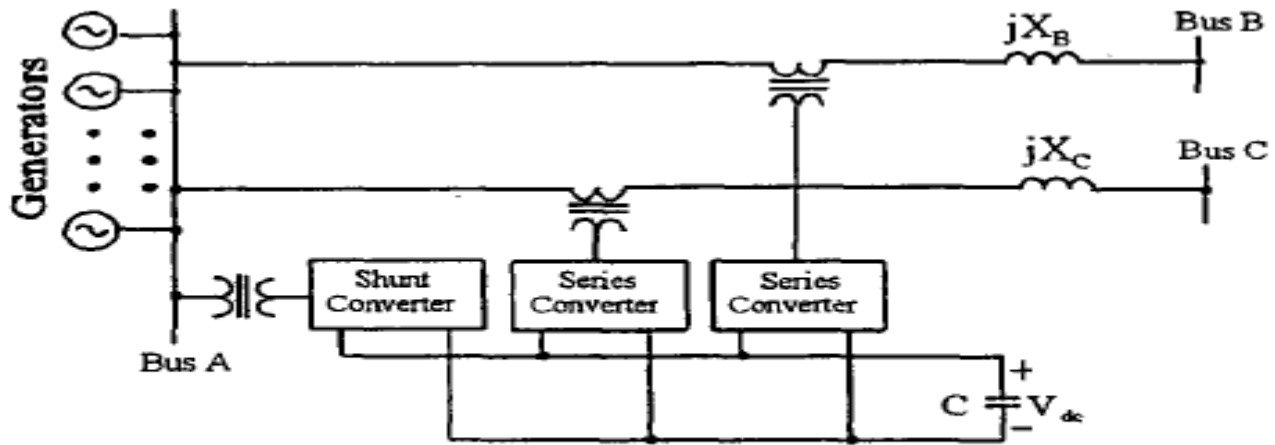 Generators
jX_B
Bus B
jX_C
Bus C
Shunt
Converter
Series
Converter
Series
Converter
Bus A
+
C
V_dc
−